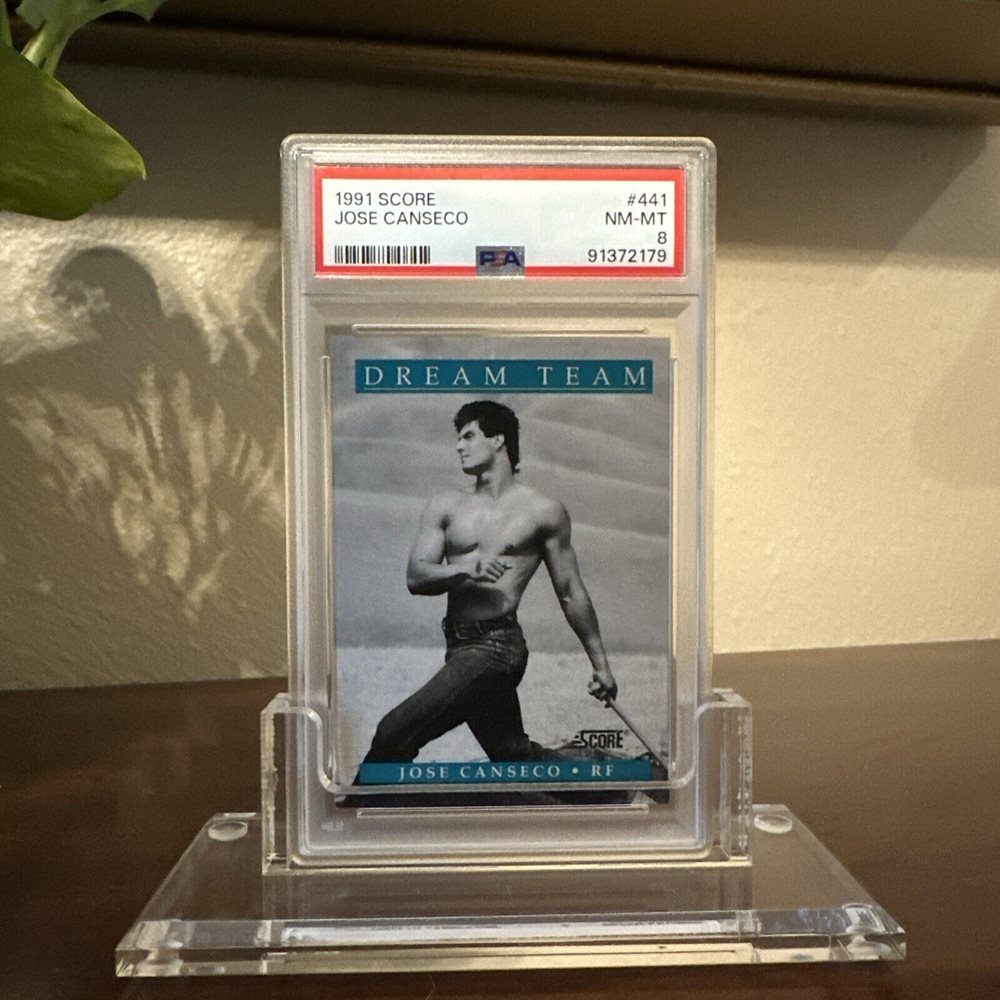 1991 SCORE #441
JOSE CANSECO NM-MT
8
PSA 91372179
DREAM TEAM
SCORE
JOSE CANSECO • RF